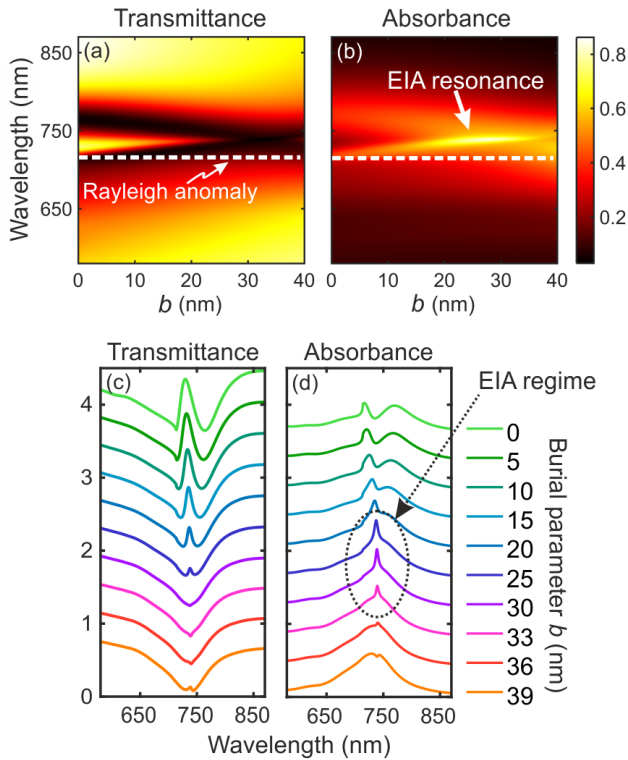 Transmittance
Absorbance
(a)
(b)
850
750
650
Wavelength (nm)
Rayleigh anomaly
EIA resonance
0 10 20 30 40
b (nm)
0 10 20 30 40
b (nm)
0.8
0.6
0.4
0.2
Transmittance
Absorbance
(c)
(d)
EIA regime
4
3
2
1
0
650 750 850
650 750 850
Wavelength (nm)
0
5
10
15
20
25
30
33
36
39
Burial parameter b (nm)